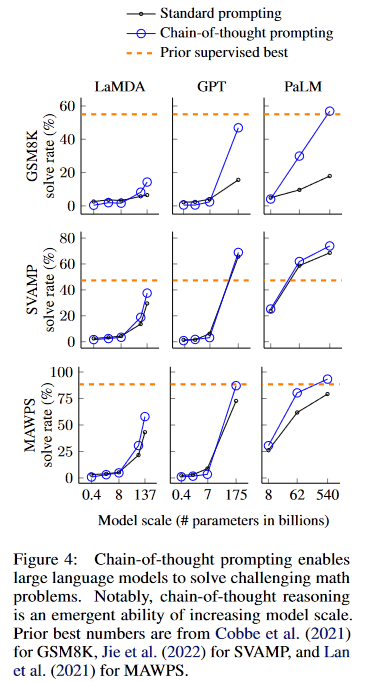 Standard prompting
Chain-of-thought prompting
Prior supervised best
LaMDA GPT PaLM
GSM8K
solve rate (%)
60
40
20
0
SVAMP
solve rate (%)
80
60
40
20
0
MAWPS
solve rate (%)
100
75
50
25
0
0.4 8 137 0.4 7 175 8 62 540
Model scale (# parameters in billions)
Figure 4: Chain-of-thought prompting enables
large language models to solve challenging math
problems. Notably, chain-of-thought reasoning
is an emergent ability of increasing model scale.
Prior best numbers are from Cobbe et al. (2021)
for GSM8K, Jie et al. (2022) for SVAMP, and Lan
et al. (2021) for MAWPS.